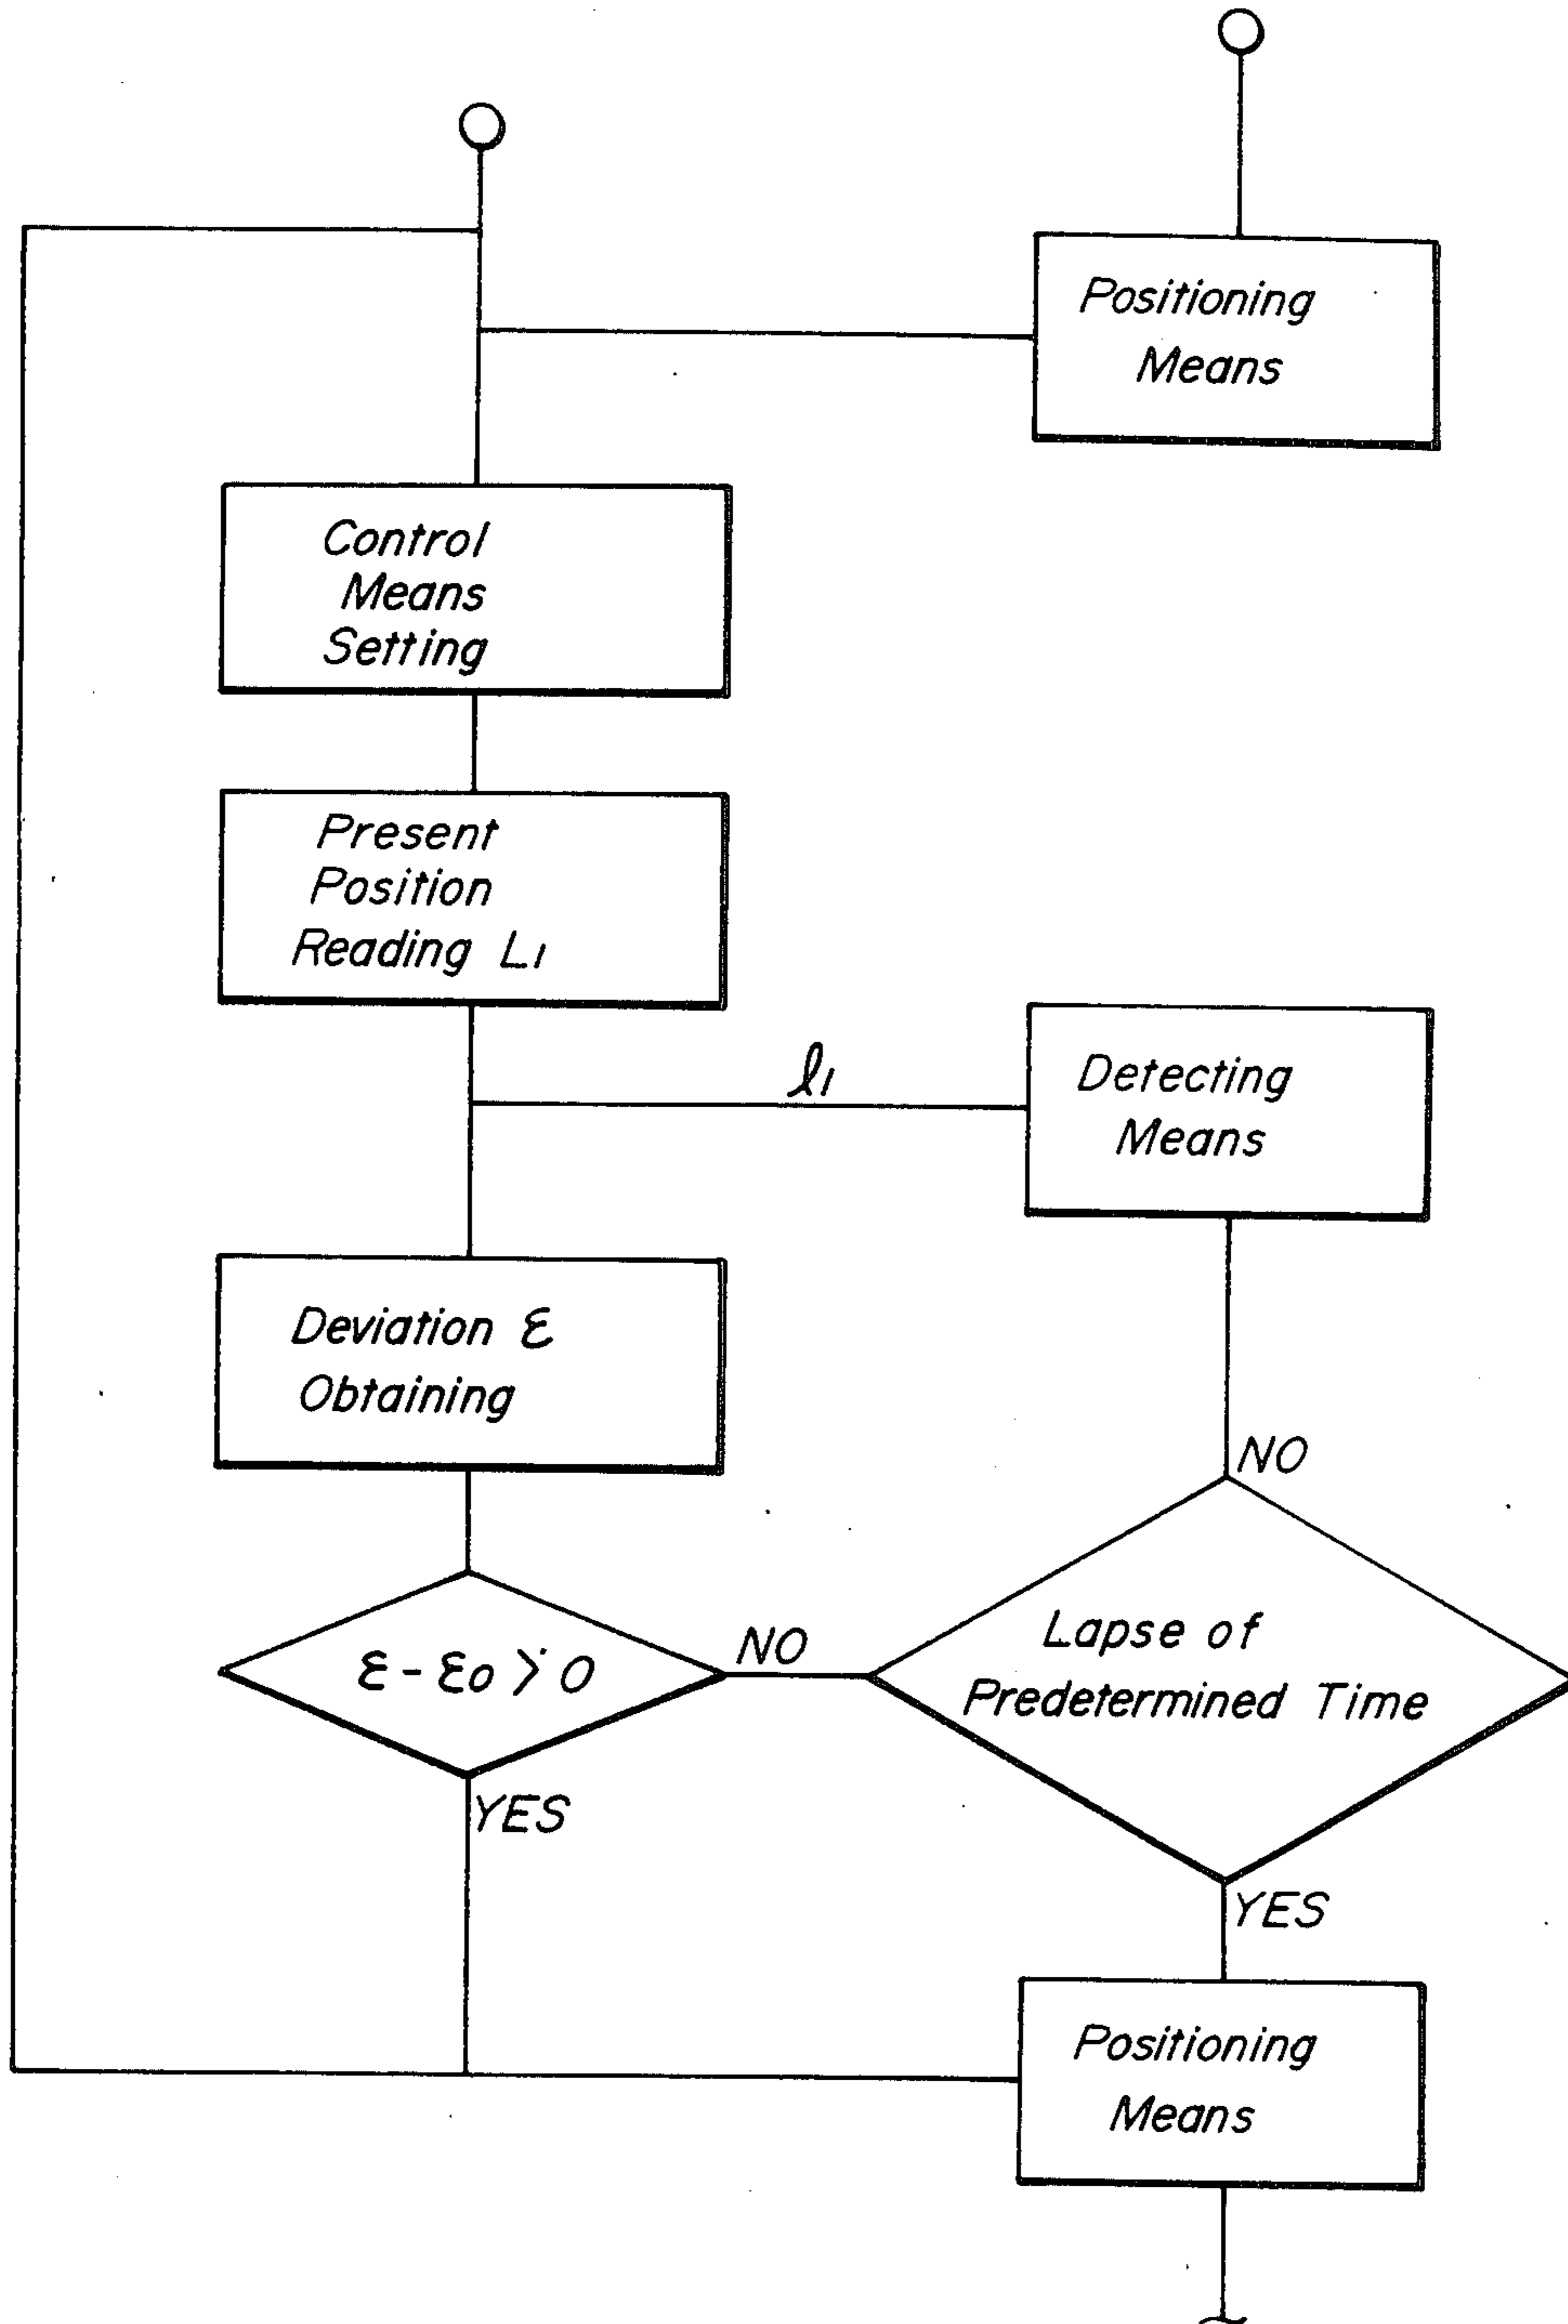 Positioning
Means
Control
Means
Setting
Present
Position
Reading L1
l1
Detecting
Means
Deviation ε
Obtaining
NO
ε - ε0 > 0
NO
Lapse of
Predetermined Time
YES
YES
Positioning
Means